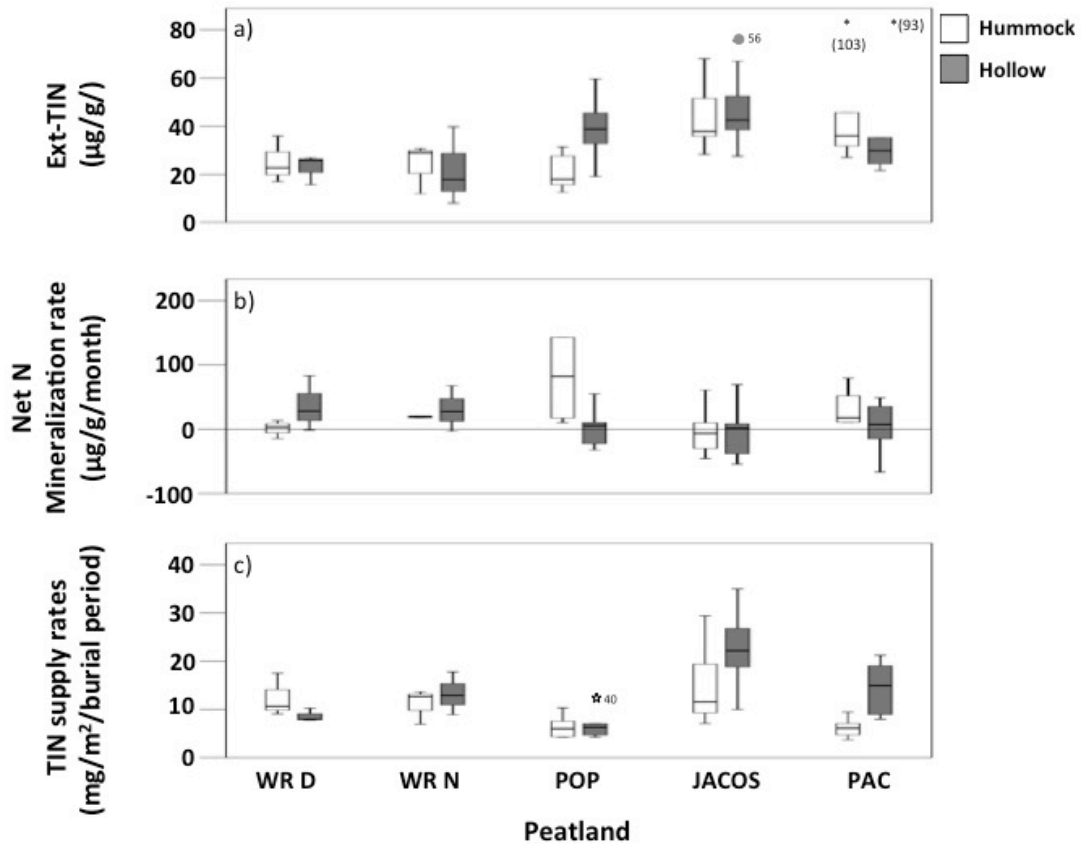 a)
80
60
40
20
0
Ext-TIN
(µg/g/)
56
(103)
(93)
Hummock
Hollow
b)
200
100
0
-100
Net N
Mineralization rate
(µg/g/month)
c)
40
30
20
10
0
TIN supply rates
(mg/m²/burial period)
40
WR D
WR N
POP
JACOS
PAC
Peatland